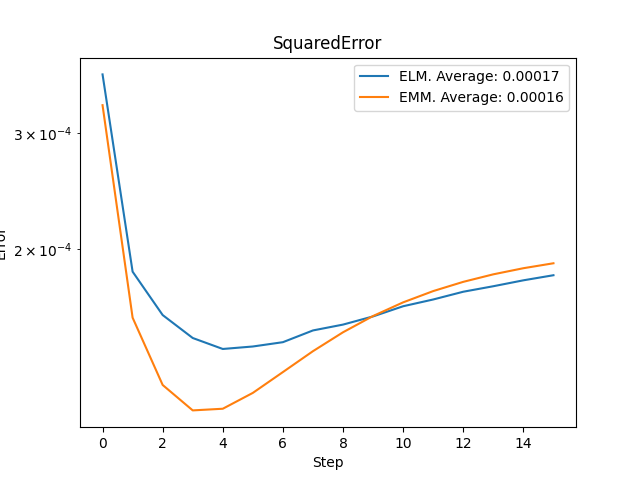 SquaredError
ELM. Average: 0.00017
EMM. Average: 0.00016
3 × 10⁻⁴
2 × 10⁻⁴
Error
0 2 4 6 8 10 12 14
Step